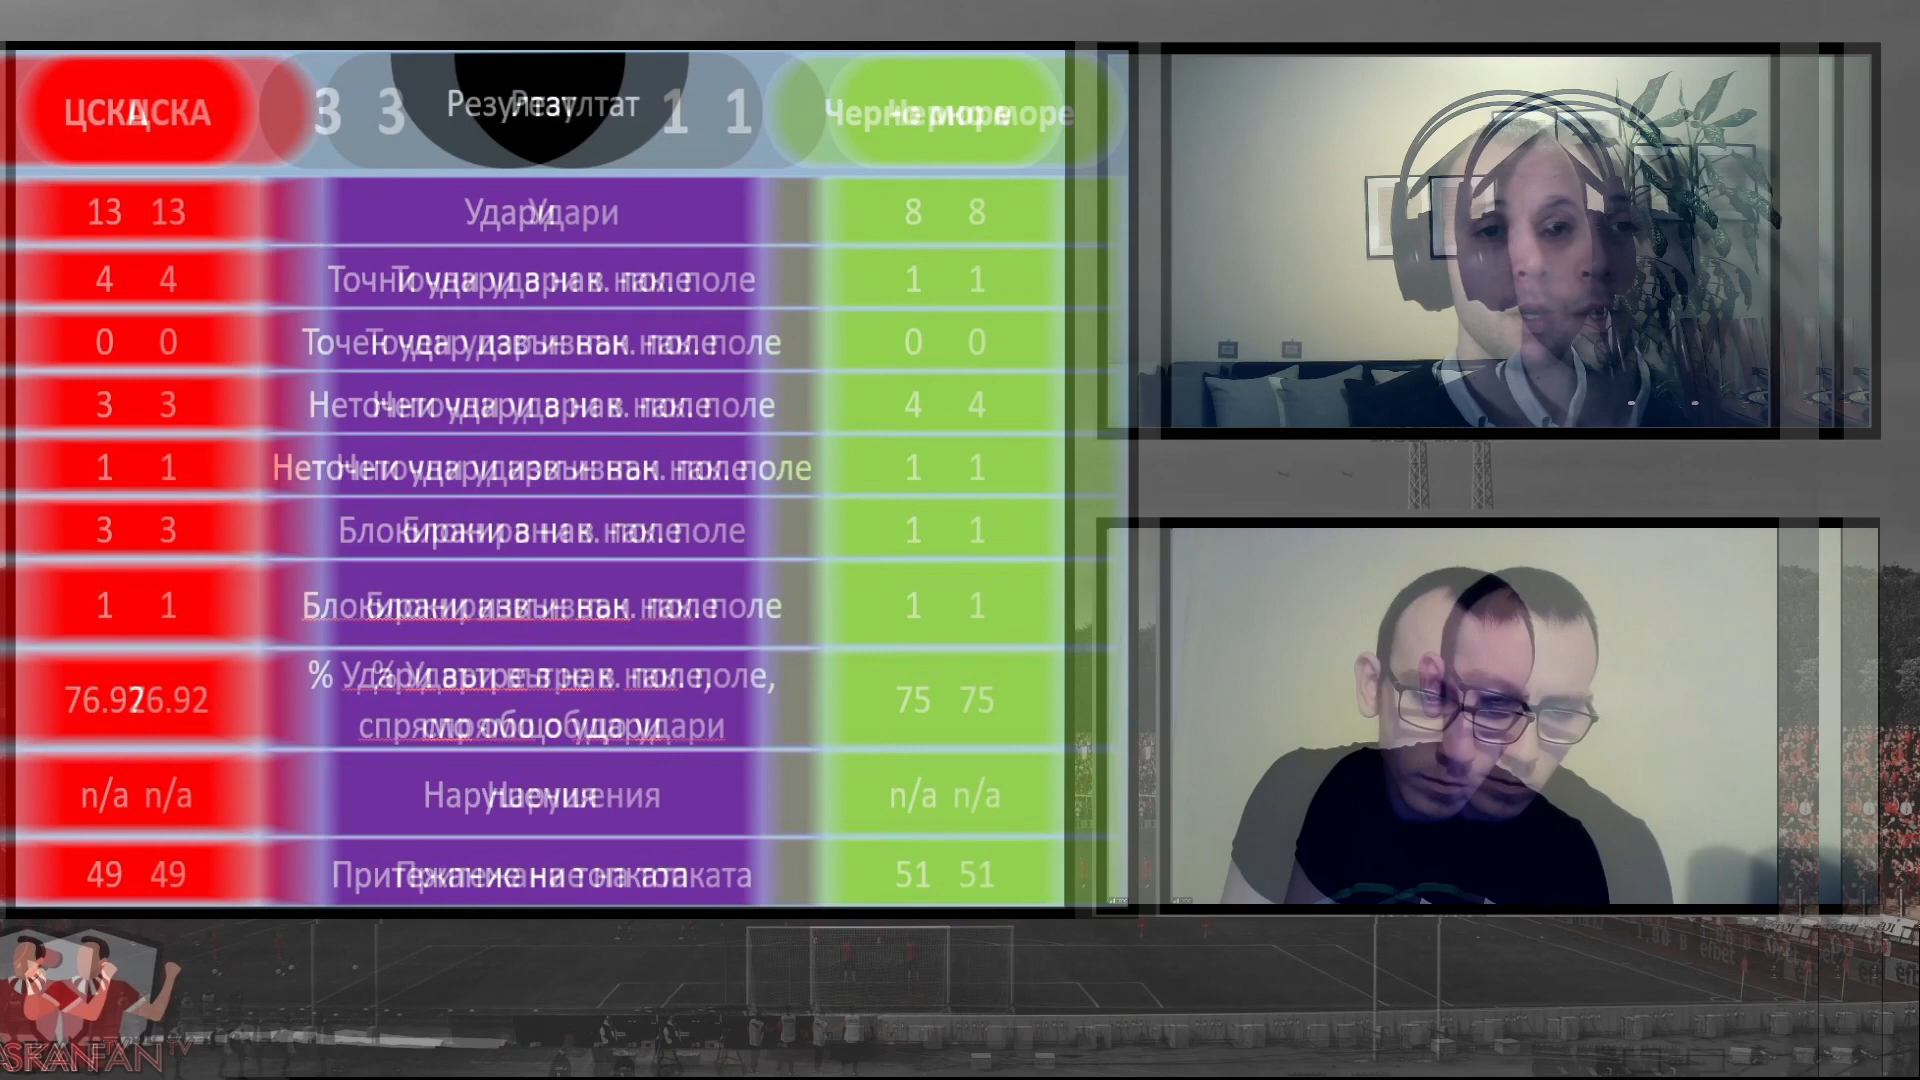 ЦСКА 3 Резултат 1 Черно море
13 Удари 8
4 Точни удари в нак. поле 1
0 Точен удар извън нак. поле 0
3 Неточни удари в нак. поле 4
1 Неточни удари извън нак. поле 1
3 Блокирани в нак. поле 1
1 Блокирани извън нак. поле 1
% Удари вътре в нак. поле,
76.92 75
спрямо общо удари
n/a Нарушения n/a
49 Притежание на топката 51
efbet